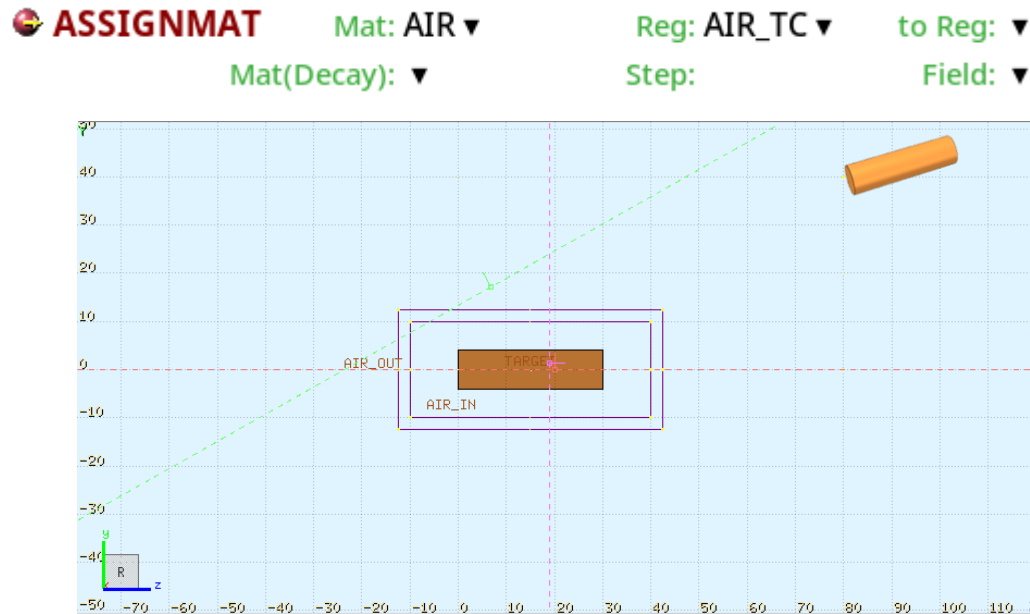 ASSIGNMAT Mat: AIR ▼ Reg: AIR_TC ▼ to Reg: ▼
Mat(Decay): ▼ Step: Field: ▼
40
30
20
10
0
-10
-20
-30
-40
-50
AIR_OUT
TARGET
AIR_IN
y
R
z
-70 -60 -50 -40 -30 -20 -10 0 10 20 30 40 50 60 70 80 90 100 110